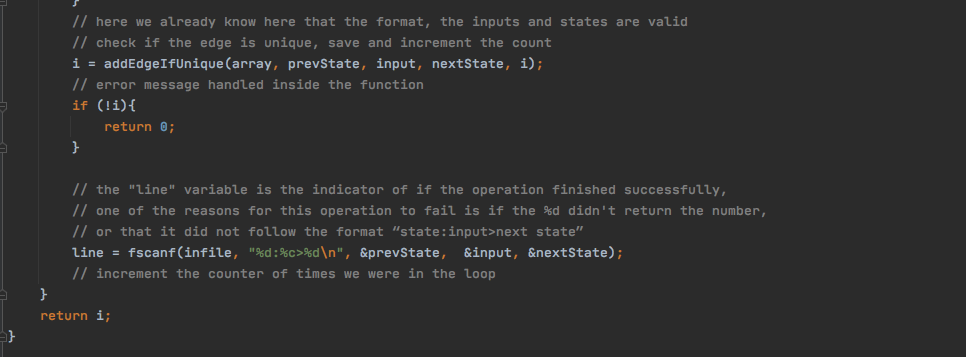 }
// here we already know here that the format, the inputs and states are valid
// check if the edge is unique, save and increment the count
i = addEdgeIfUnique(array, prevState, input, nextState, i);
// error message handled inside the function
if (!i){
return 0;
}
// the "line" variable is the indicator of if the operation finished successfully,
// one of the reasons for this operation to fail is if the %d didn't return the number,
// or that it did not follow the format “state:input>next state”
line = fscanf(infile, "%d:%c>%d\n", &prevState,  &input, &nextState);
// increment the counter of times we were in the loop
}
return i;
}